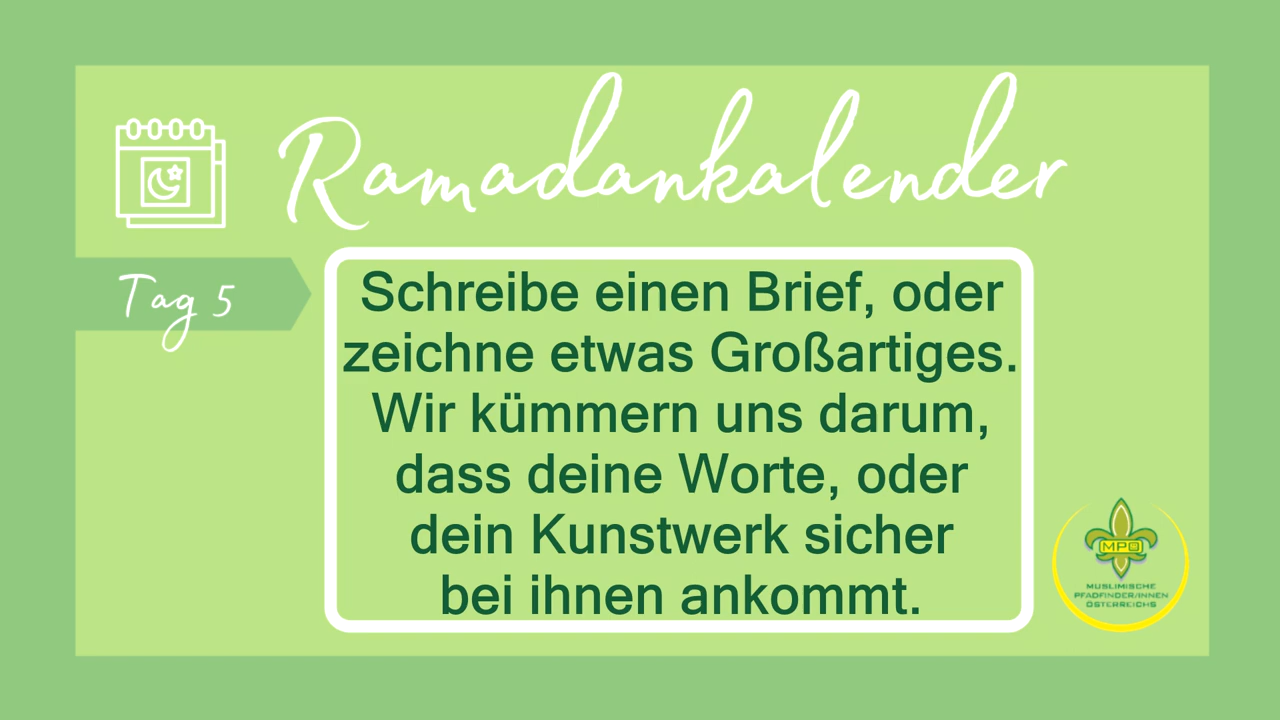 Ramadankalender
Tag 5
Schreibe einen Brief, oder
zeichne etwas Großartiges.
Wir kümmern uns darum,
dass deine Worte, oder
dein Kunstwerk sicher
bei ihnen ankommt.
MPÖ
MUSLIMISCHE
PFADFINDER/INNEN
ÖSTERREICHS